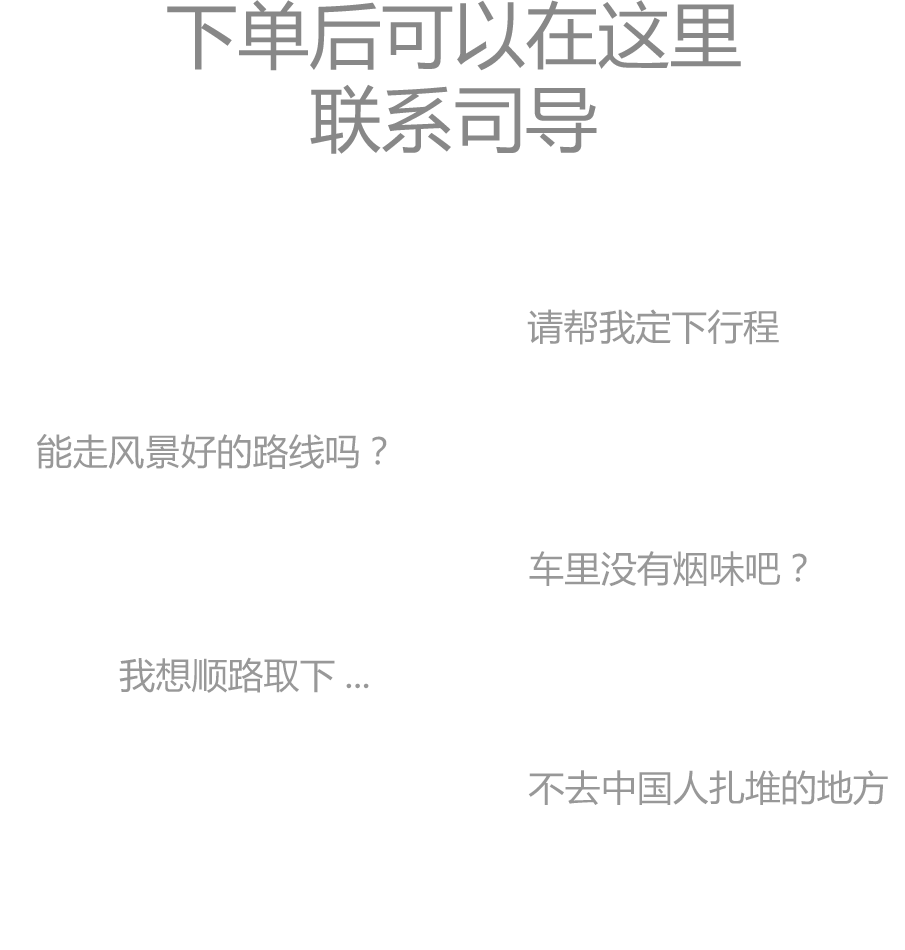 下单后可以在这里
联系司导
请帮我定下行程
能走风景好的路线吗？
车里没有烟味吧？
我想顺路取下...
不去中国人扎堆的地方